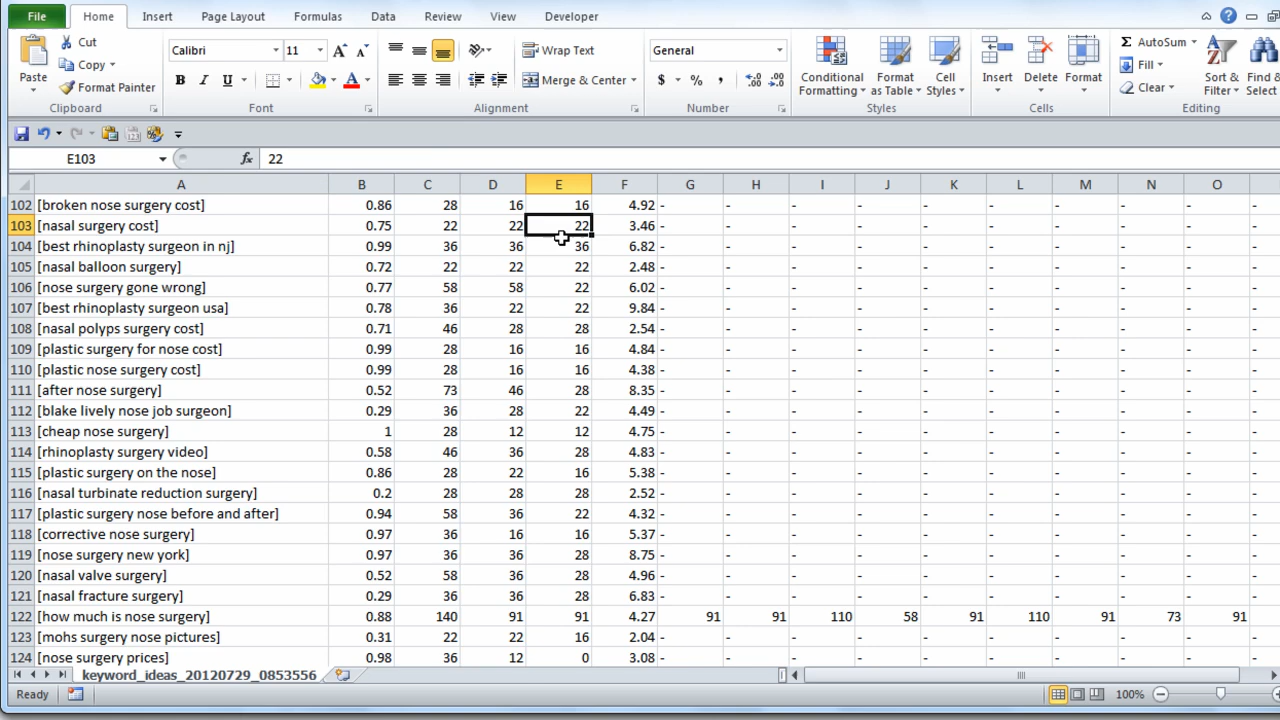 File Home Insert Page Layout Formulas Data Review View Developer
Paste Cut Copy Format Painter Clipboard
Calibri 11 B I U A Font
Wrap Text Merge & Center Alignment
General $ % , Number
Conditional Formatting Format as Table Cell Styles Styles
Insert Delete Format Cells
Σ AutoSum Fill Clear Sort & Filter Find & Select Editing
E103 fx 22
A B C D E F G H I J K L M N O
102 [broken nose surgery cost] 0.86 28 16 16 4.92 - - - - - - - - -
103 [nasal surgery cost] 0.75 22 22 22 3.46 - - - - - - - - -
104 [best rhinoplasty surgeon in nj] 0.99 36 36 36 6.82 - - - - - - - - -
105 [nasal balloon surgery] 0.72 22 22 22 2.48 - - - - - - - - -
106 [nose surgery gone wrong] 0.77 58 58 22 6.02 - - - - - - - - -
107 [best rhinoplasty surgeon usa] 0.78 36 22 22 9.84 - - - - - - - - -
108 [nasal polyps surgery cost] 0.71 46 28 28 2.54 - - - - - - - - -
109 [plastic surgery for nose cost] 0.99 28 16 16 4.84 - - - - - - - - -
110 [plastic nose surgery cost] 0.99 28 16 16 4.38 - - - - - - - - -
111 [after nose surgery] 0.52 73 46 28 8.35 - - - - - - - - -
112 [blake lively nose job surgeon] 0.29 36 28 22 4.49 - - - - - - - - -
113 [cheap nose surgery] 1 28 12 12 4.75 - - - - - - - - -
114 [rhinoplasty surgery video] 0.58 46 36 28 4.83 - - - - - - - - -
115 [plastic surgery on the nose] 0.86 28 22 16 5.38 - - - - - - - - -
116 [nasal turbinate reduction surgery] 0.2 28 28 28 2.52 - - - - - - - - -
117 [plastic surgery nose before and after] 0.94 58 36 22 4.32 - - - - - - - - -
118 [corrective nose surgery] 0.97 36 16 16 5.37 - - - - - - - - -
119 [nose surgery new york] 0.97 36 36 28 8.75 - - - - - - - - -
120 [nasal valve surgery] 0.52 58 36 28 4.96 - - - - - - - - -
121 [nasal fracture surgery] 0.29 36 36 28 6.83 - - - - - - - - -
122 [how much is nose surgery] 0.88 140 91 91 4.27 91 91 110 58 91 110 91 73 91
123 [mohs surgery nose pictures] 0.31 22 22 16 2.04 - - - - - - - - -
124 [nose surgery prices] 0.98 36 12 0 3.08 - - - - - - - - -
keyword_ideas_20120729_0853556
Ready 100%